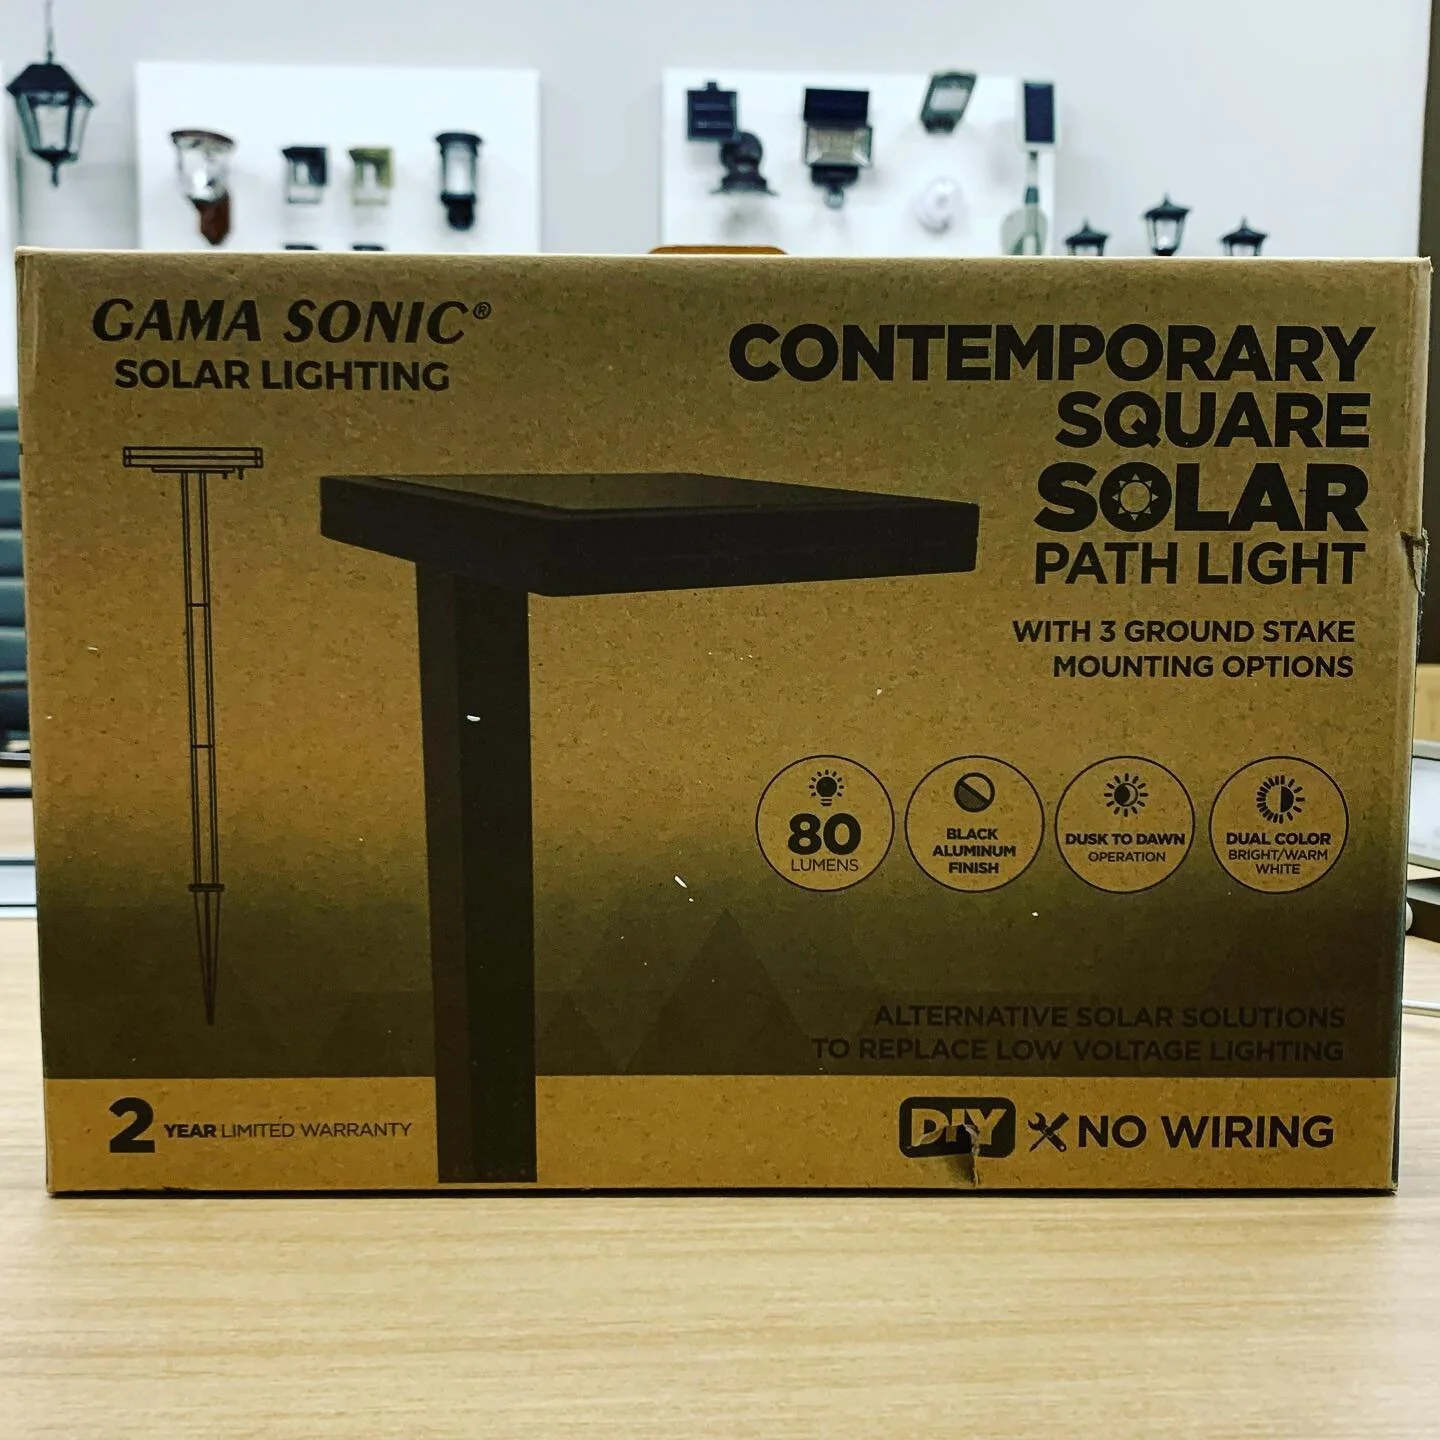 GAMA SONIC®
SOLAR LIGHTING
CONTEMPORARY
SQUARE
SOLAR
PATH LIGHT
WITH 3 GROUND STAKE
MOUNTING OPTIONS
80
LUMENS
BLACK
ALUMINUM
FINISH
DUSK TO DAWN
OPERATION
DUAL COLOR
BRIGHT/WARM
WHITE
ALTERNATIVE SOLAR SOLUTIONS
TO REPLACE LOW VOLTAGE LIGHTING
2 YEAR LIMITED WARRANTY
DIY NO WIRING